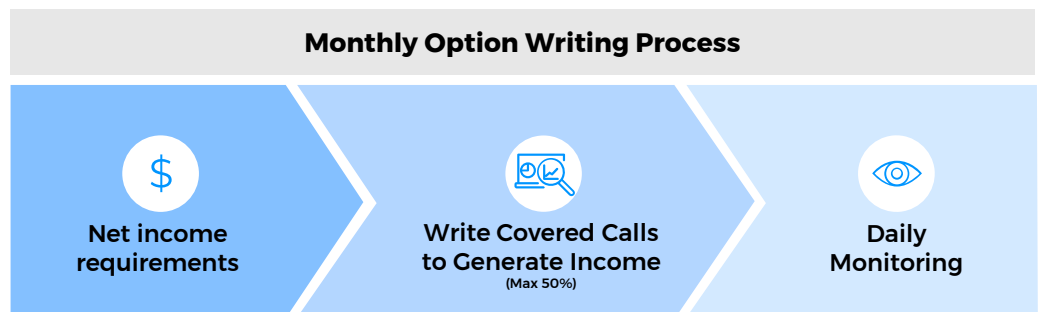 Monthly Option Writing Process
$
Net income
requirements
Write Covered Calls
to Generate Income
(Max 50%)
Daily
Monitoring